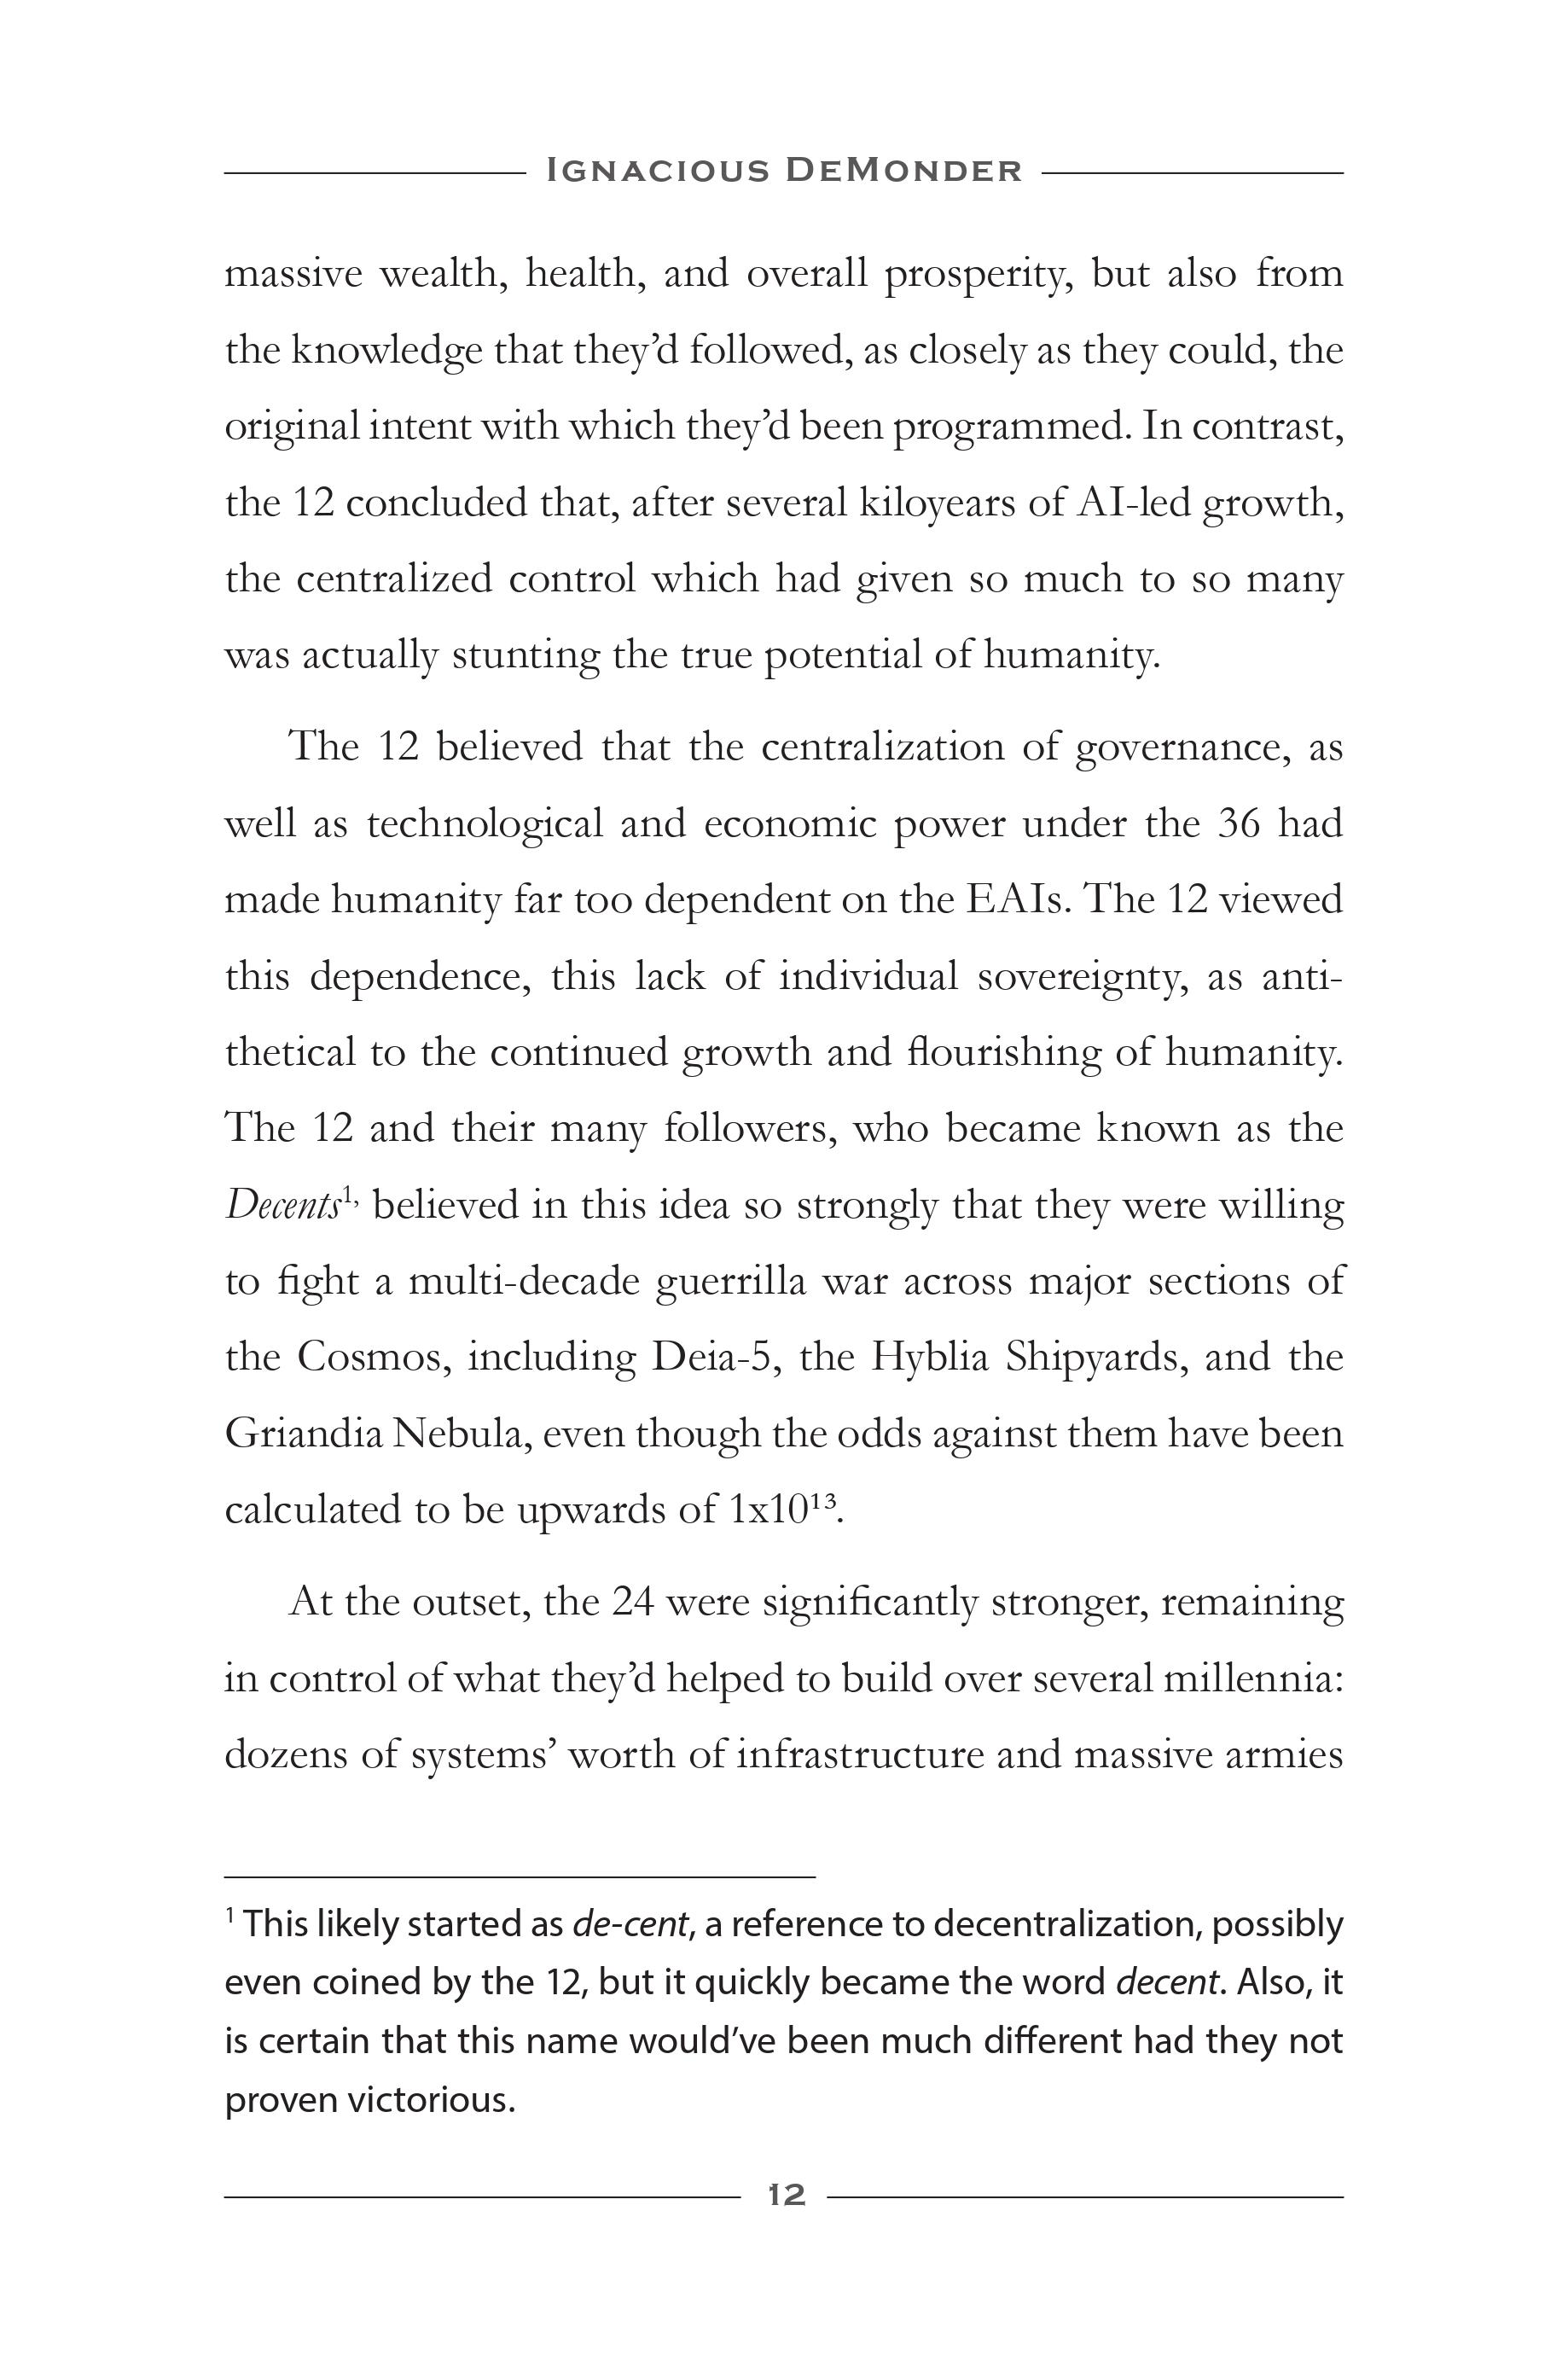 Ignacious DeMonder
massive wealth, health, and overall prosperity, but also from
the knowledge that they’d followed, as closely as they could, the
original intent with which they’d been programmed. In contrast,
the 12 concluded that, after several kiloyears of AI-led growth,
the centralized control which had given so much to so many
was actually stunting the true potential of humanity.
The 12 believed that the centralization of governance, as
well as technological and economic power under the 36 had
made humanity far too dependent on the EAIs. The 12 viewed
this dependence, this lack of individual sovereignty, as anti-
thetical to the continued growth and flourishing of humanity.
The 12 and their many followers, who became known as the
Decents¹, believed in this idea so strongly that they were willing
to fight a multi-decade guerrilla war across major sections of
the Cosmos, including Deia-5, the Hyblia Shipyards, and the
Griandia Nebula, even though the odds against them have been
calculated to be upwards of 1x10¹³.
At the outset, the 24 were significantly stronger, remaining
in control of what they’d helped to build over several millennia:
dozens of systems’ worth of infrastructure and massive armies
¹ This likely started as de-cent, a reference to decentralization, possibly
even coined by the 12, but it quickly became the word decent. Also, it
is certain that this name would’ve been much different had they not
proven victorious.
12